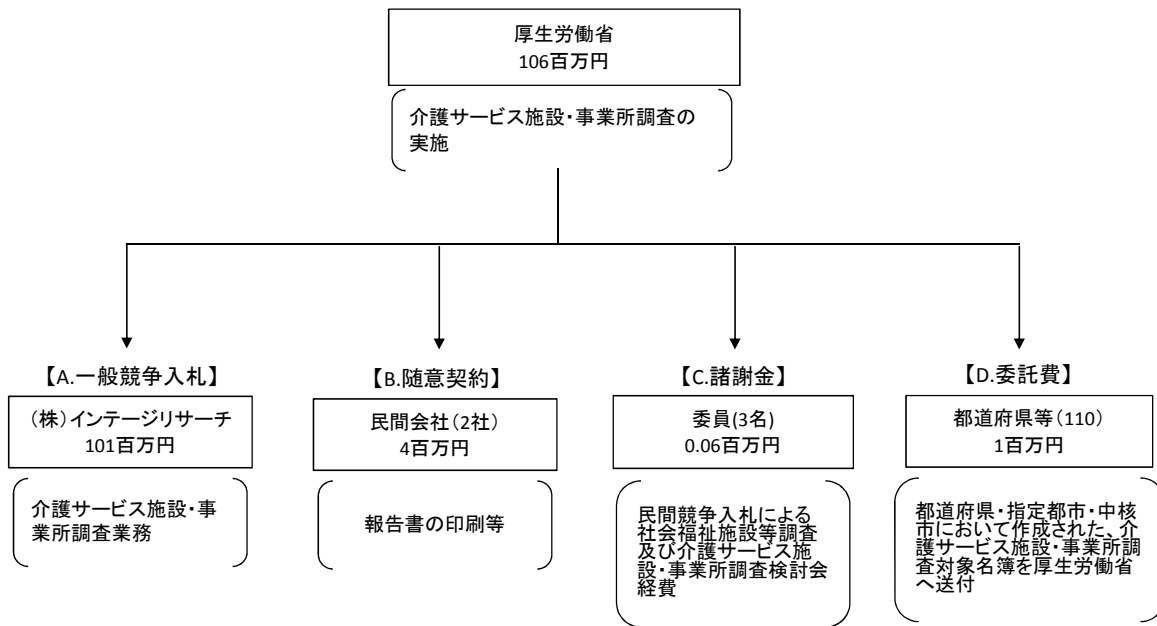 厚生労働省
106百万円
介護サービス施設・事業所調査の
実施
【A.一般競争入札】
(株)インテージリサーチ
101百万円
介護サービス施設・事
業所調査業務
【B.随意契約】
民間会社(2社)
4百万円
報告書の印刷等
【C.諸謝金】
委員(3名)
0.06百万円
民間競争入札による
社会福祉施設等調査
及び介護サービス施
設・事業所調査検討会
経費
【D.委託費】
都道府県等(110)
1百万円
都道府県・指定都市・中核
市において作成された、介
護サービス施設・事業所調
査対象名簿を厚生労働省
へ送付